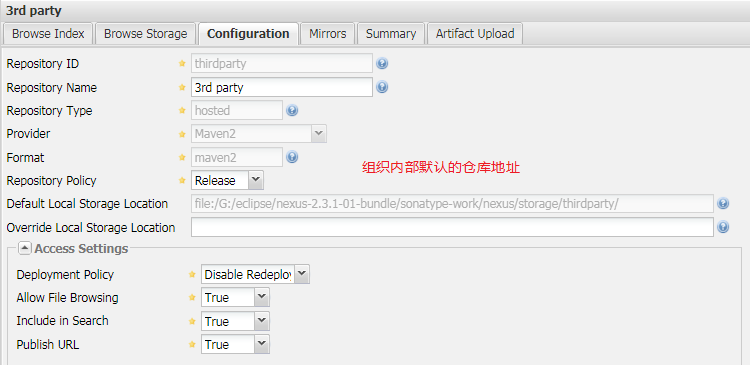 3rd party
Browse Index Browse Storage Configuration Mirrors Summary Artifact Upload
Repository ID thirdparty
Repository Name 3rd party
Repository Type hosted
Provider Maven2
Format maven2
组织内部默认的仓库地址
Repository Policy Release
Default Local Storage Location file:/G:/eclipse/nexus-2.3.1-01-bundle/sonatype-work/nexus/storage/thirdparty/
Override Local Storage Location
Access Settings
Deployment Policy Disable Redeploy
Allow File Browsing True
Include in Search True
Publish URL True